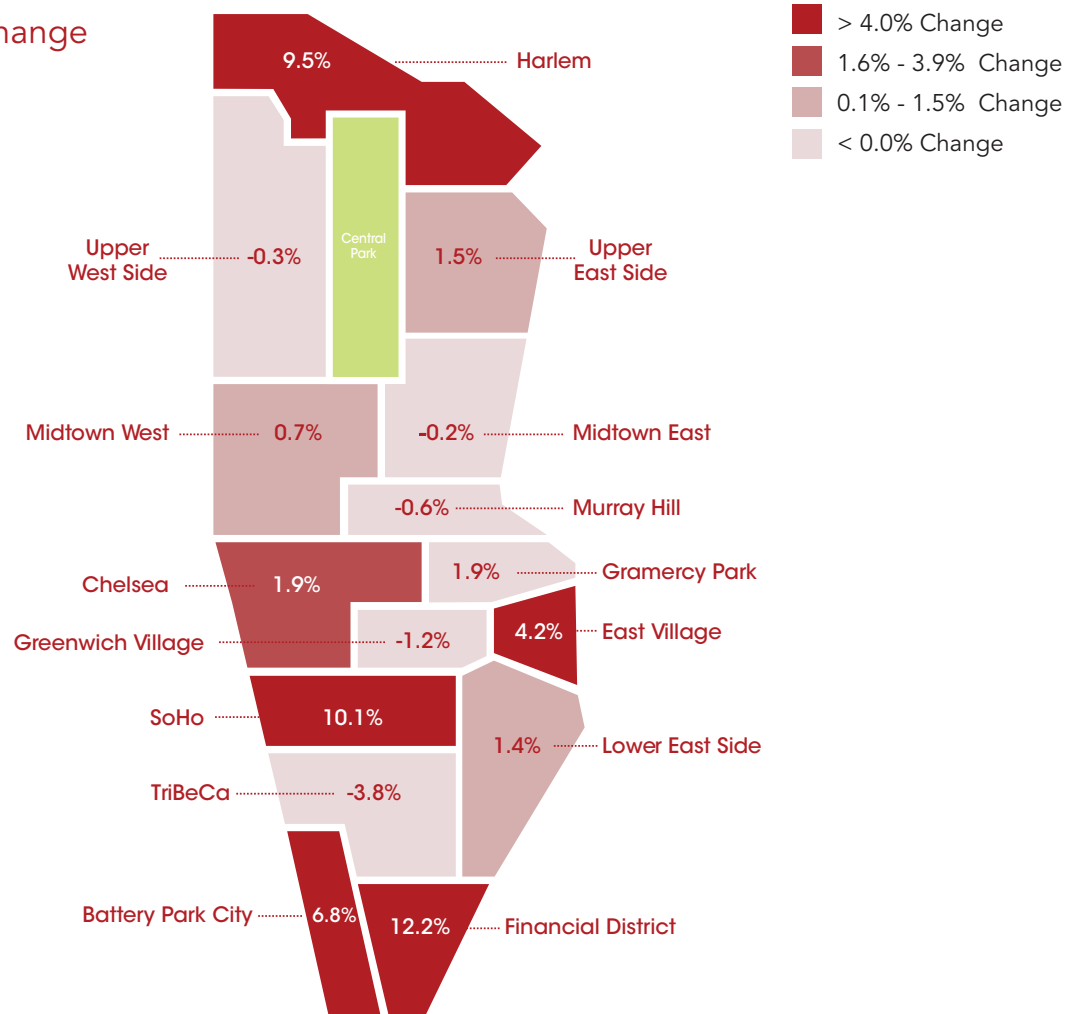 > 4.0% Change
1.6% - 3.9% Change
0.1% - 1.5% Change
< 0.0% Change
9.5%
Harlem
Upper
West Side
-0.3%
Central
Park
1.5%
Upper
East Side
Midtown West
0.7%
-0.2%
Midtown East
-0.6%
Murray Hill
Chelsea
1.9%
1.9%
Gramercy Park
Greenwich Village
-1.2%
4.2%
East Village
SoHo
10.1%
1.4%
Lower East Side
TriBeCa
-3.8%
Battery Park City
6.8%
12.2%
Financial District